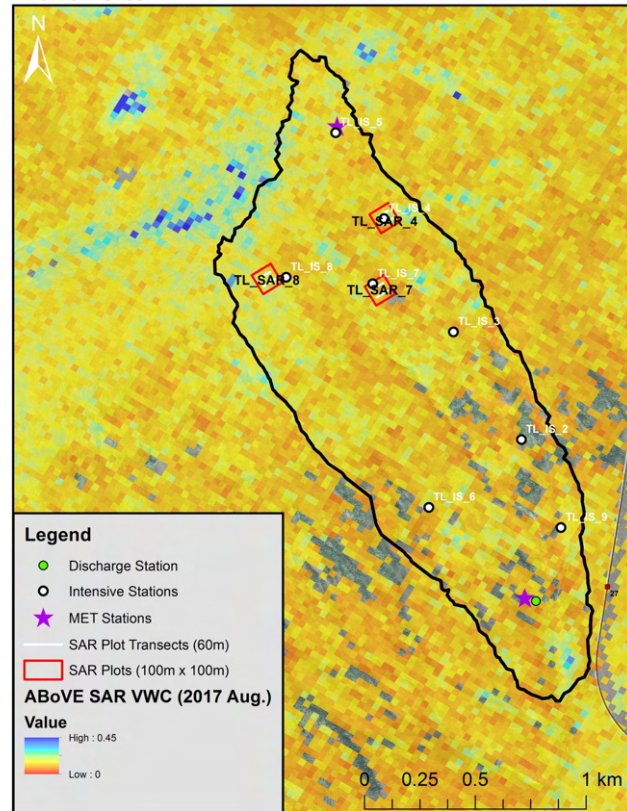 N
TL_IS_5
TL_IS_4
TL_SAR_4
TL_IS_8
TL_SAR_8
TL_IS_7
TL_SAR_7
TL_IS_3
TL_IS_2
TL_IS_6
TL_IS_9
27
Legend
Discharge Station
Intensive Stations
MET Stations
SAR Plot Transects (60m)
SAR Plots (100m x 100m)
ABoVE SAR VWC (2017 Aug.)
Value
High : 0.45
Low : 0
0 0.25 0.5 1 km